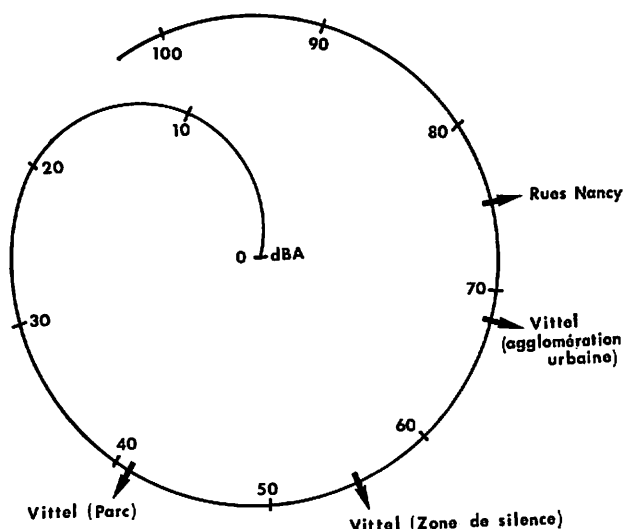 100
90
10
80
20
Rues Nancy
0
dBA
70
30
Vittel
(agglomération
urbaine)
60
40
50
Vittel (Parc)
Vittel (Zone de silence)